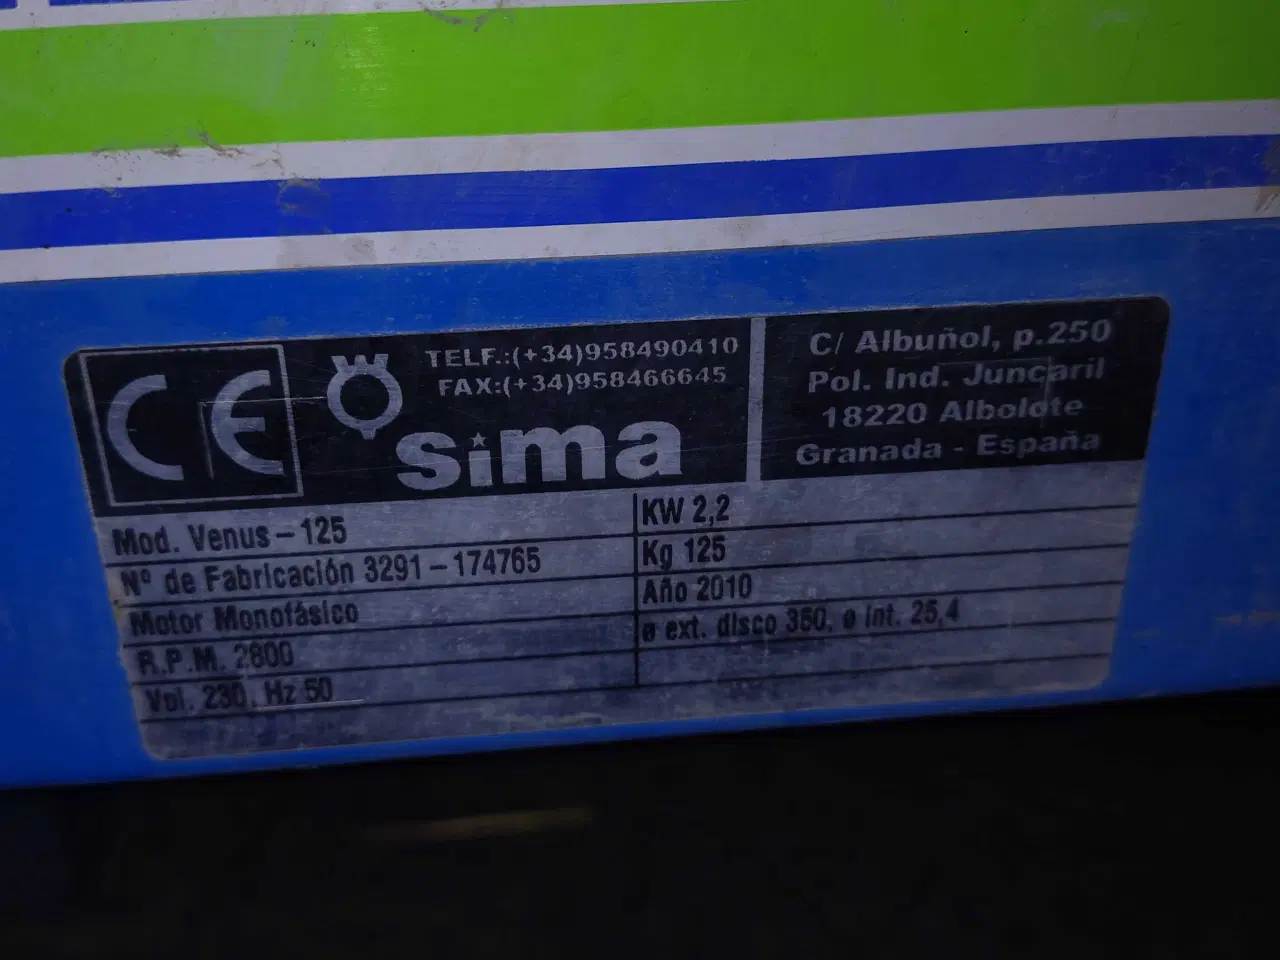 CE
TELF.:(+34)958490410
FAX:(+34)958466645
sima
C/ Albuñol, p.250
Pol. Ind. Juncaril
18220 Albolote
Granada - España
Mod. Venus-125
Nº de Fabricación 3291-174765
Motor Monofásico
R.P.M. 2800
Vol. 230, Hz 50
KW 2,2
Kg 125
Año 2010
ø ext. disco 350, ø int. 25,4